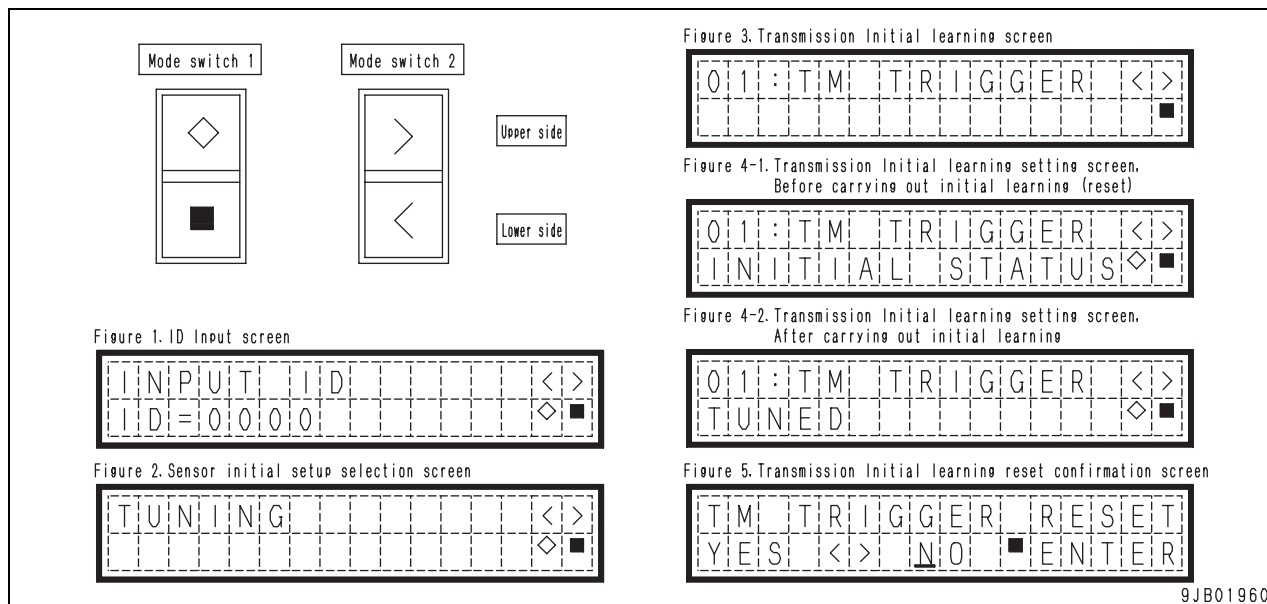 Mode switch 1
Mode switch 2
◇
>
Upper side
■
<
Lower side
Figure 1. ID Input screen
INPUT ID <>
ID=0000 ◇■
Figure 2. Sensor initial setup selection screen
TUNING <>
◇■
Figure 3. Transmission Initial learning screen
01:TM TRIGGER <>
■
Figure 4-1. Transmission Initial learning setting screen,
Before carrying out initial learning (reset)
01:TM TRIGGER <>
INITIAL STATUS◇■
Figure 4-2. Transmission Initial learning setting screen,
After carrying out initial learning
01:TM TRIGGER <>
TUNED ◇■
Figure 5. Transmission Initial learning reset confirmation screen
TM TRIGGER RESET
YES <> NO ■ENTER
9JB01960